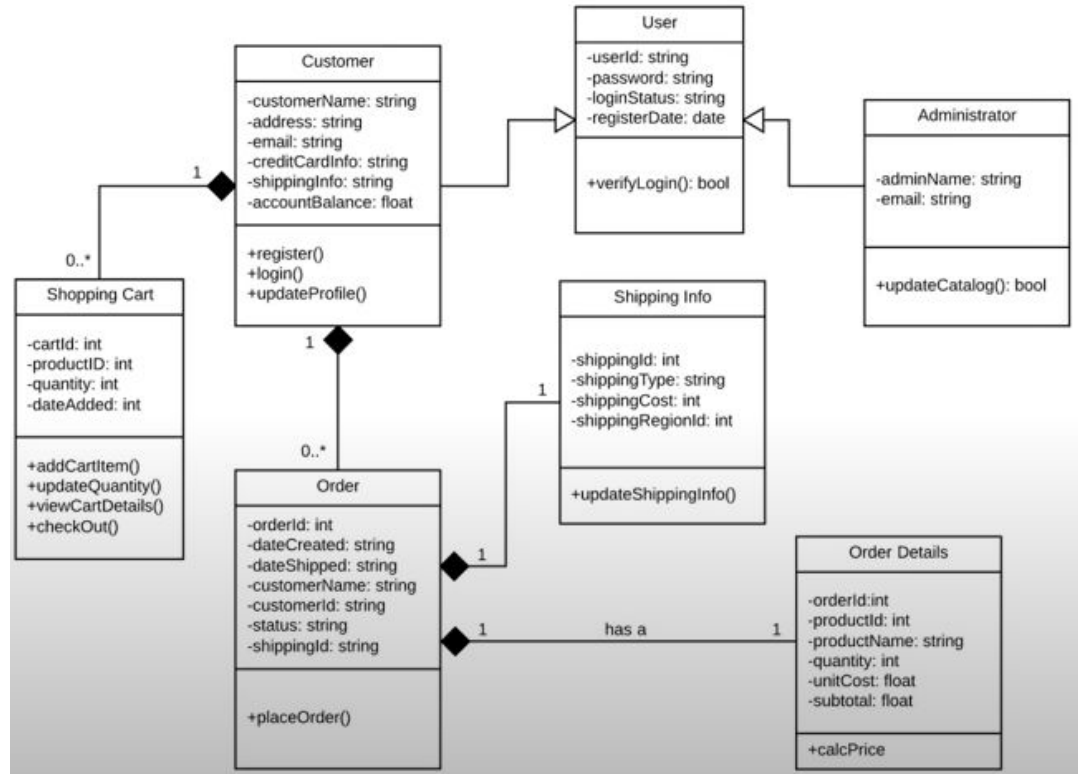 User
-userId: string
-password: string
-loginStatus: string
-registerDate: date
+verifyLogin(): bool
Customer
-customerName: string
-address: string
-email: string
-creditCardInfo: string
-shippingInfo: string
-accountBalance: float
+register()
+login()
+updateProfile()
Administrator
-adminName: string
-email: string
+updateCatalog(): bool
1
0..*
Shopping Cart
-cartId: int
-productID: int
-quantity: int
-dateAdded: int
+addCartItem()
+updateQuantity()
+viewCartDetails()
+checkOut()
1
0..*
Shipping Info
-shippingId: int
-shippingType: string
-shippingCost: int
-shippingRegionId: int
+updateShippingInfo()
1
1
Order
-orderId: int
-dateCreated: string
-dateShipped: string
-customerName: string
-customerId: string
-status: string
-shippingId: string
+placeOrder()
1
has a
1
Order Details
-orderId:int
-productId: int
-productName: string
-quantity: int
-unitCost: float
-subtotal: float
+calcPrice